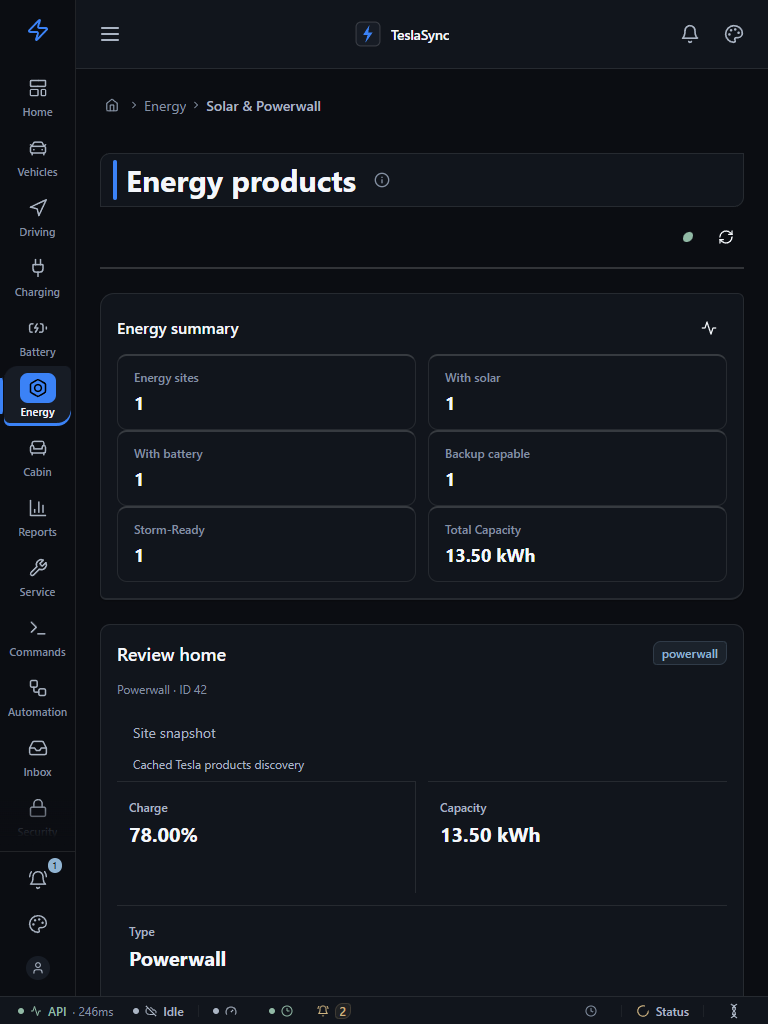 TeslaSync
Home
Vehicles
Driving
Charging
Battery
Energy
Cabin
Reports
Service
Commands
Automation
Inbox
Security
1
Energy
Solar & Powerwall
Energy products
Energy summary
Energy sites
1
With solar
1
With battery
1
Backup capable
1
Storm-Ready
1
Total Capacity
13.50 kWh
Review home
powerwall
Powerwall · ID 42
Site snapshot
Cached Tesla products discovery
Charge
78.00%
Capacity
13.50 kWh
Type
Powerwall
API · 246ms
Idle
2
Status